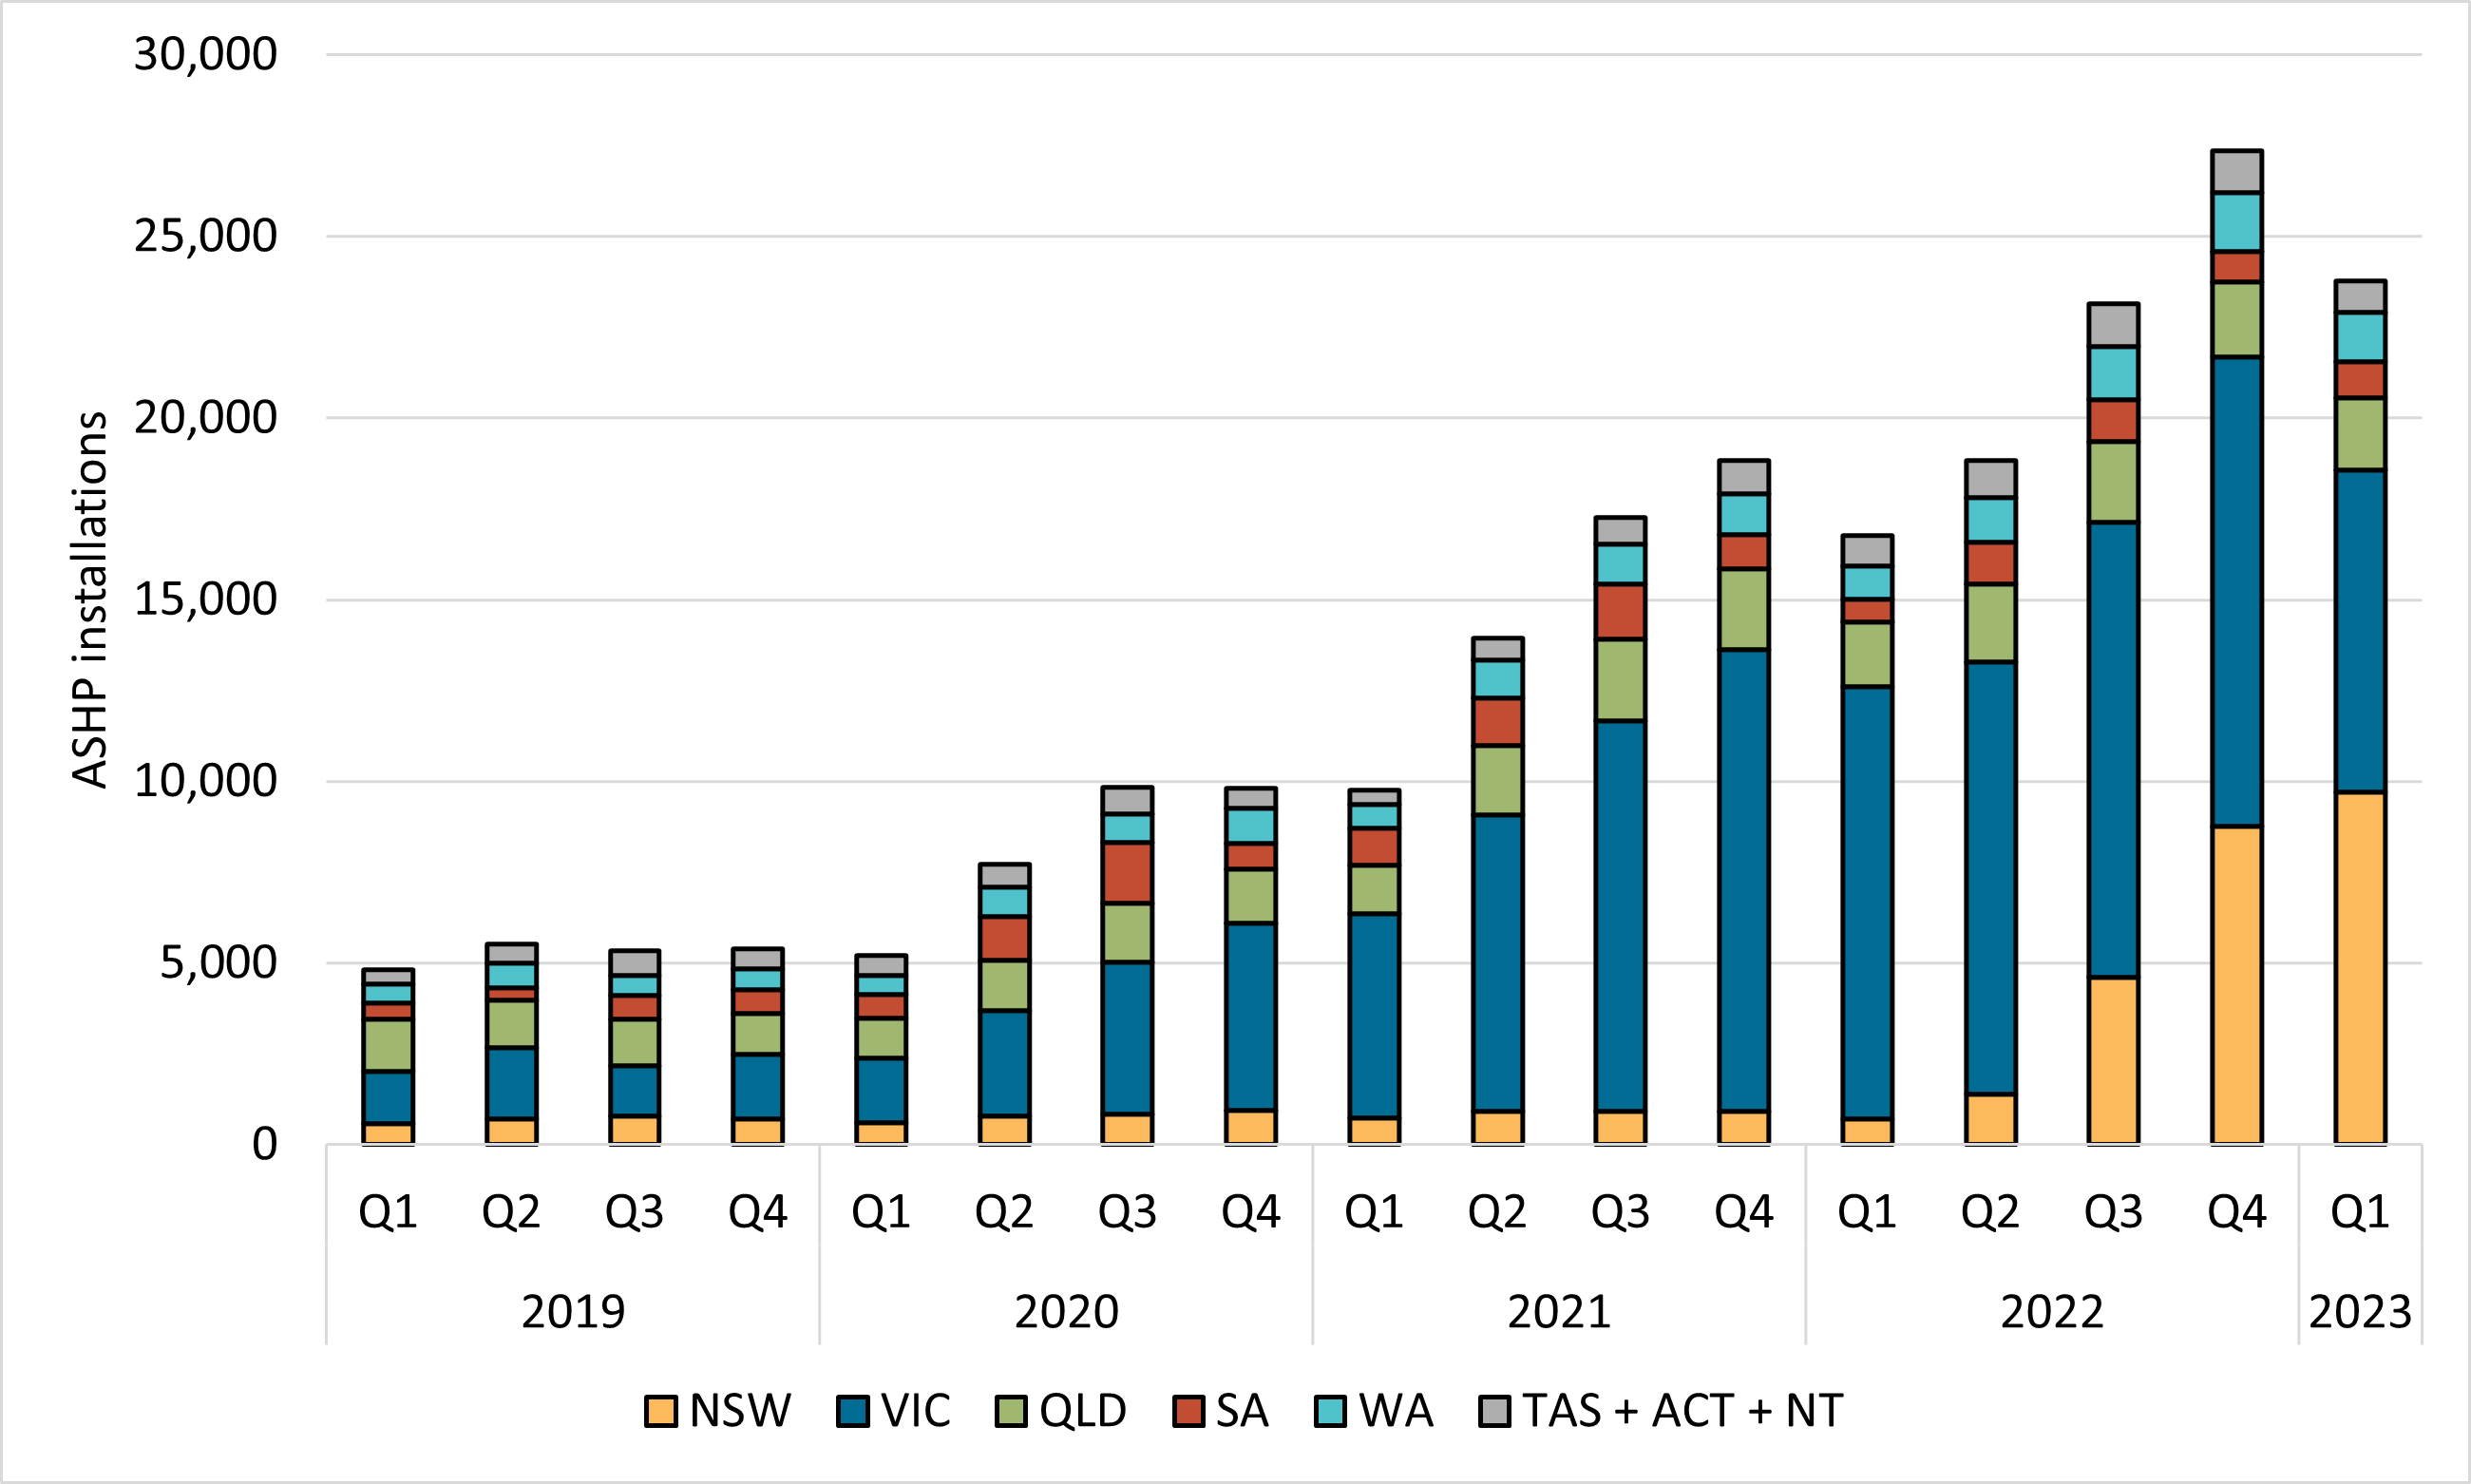 30,000
25,000
20,000
15,000
10,000
5,000
0
ASHP installations
Q1 Q2 Q3 Q4 Q1 Q2 Q3 Q4 Q1 Q2 Q3 Q4 Q1 Q2 Q3 Q4 Q1
2019 2020 2021 2022 2023
NSW VIC QLD SA WA TAS + ACT + NT